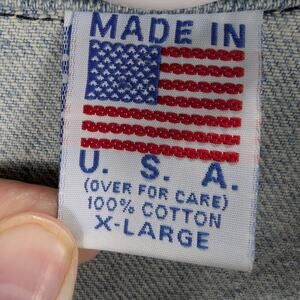 MADE IN
U. S. A.
(OVER FOR CARE)
100% COTTON
X-LARGE